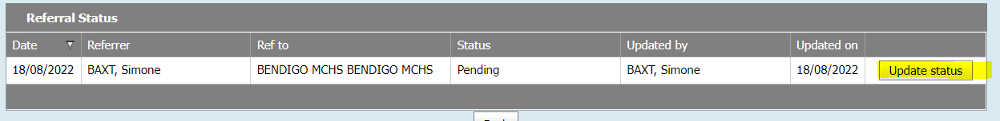 Referral Status
Date Referrer Ref to Status Updated by Updated on
18/08/2022 BAXT, Simone BENDIGO MCHS BENDIGO MCHS Pending BAXT, Simone 18/08/2022 Update status